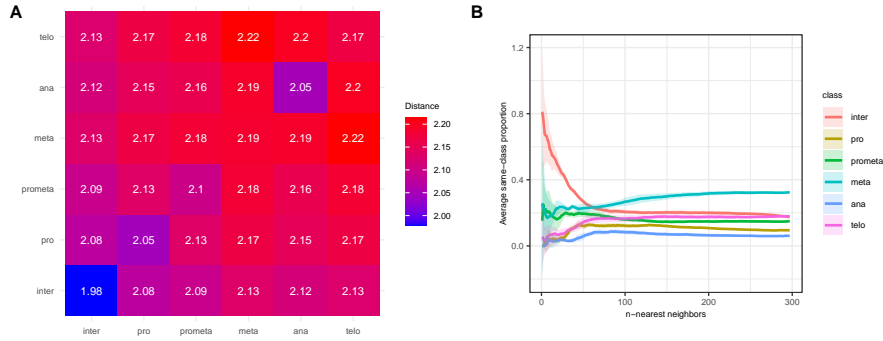 A
telo
ana
meta
prometa
pro
inter
2.13 2.17 2.18 2.22 2.2 2.17
2.12 2.15 2.16 2.19 2.05 2.2
2.13 2.17 2.18 2.19 2.19 2.22
2.09 2.13 2.1 2.18 2.16 2.18
2.08 2.05 2.13 2.17 2.15 2.17
1.98 2.08 2.09 2.13 2.12 2.13
inter pro prometa meta ana telo
Distance
2.20
2.15
2.10
2.05
2.00
B
Average same-class proportion
1.2
0.8
0.4
0.0
0 100 200 300
n-nearest neighbors
class
inter
pro
prometa
meta
ana
telo